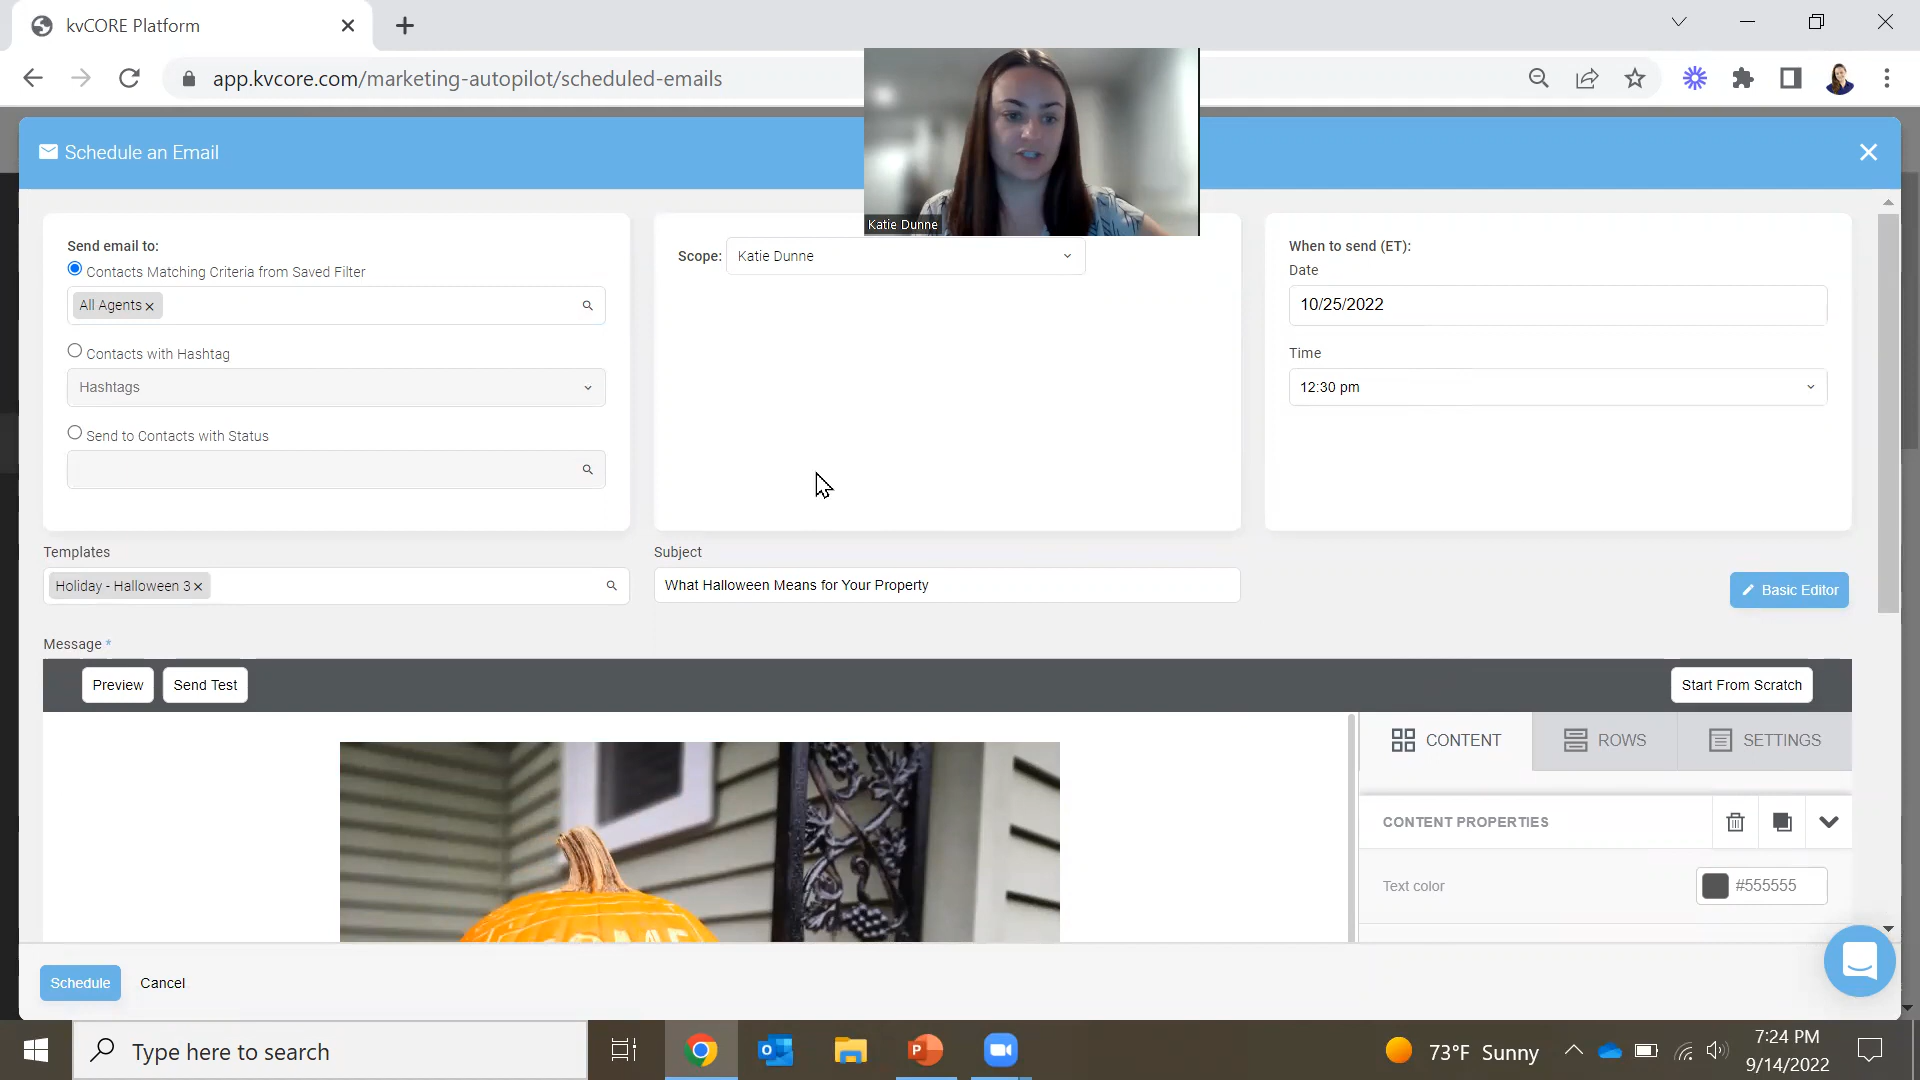 kvCORE Platform
app.kvcore.com/marketing-autopilot/scheduled-emails
Katie Dunne
Schedule an Email
Send email to:
Contacts Matching Criteria from Saved Filter
All Agents
Contacts with Hashtag
Hashtags
Send to Contacts with Status
Scope: Katie Dunne
When to send (ET):
Date
10/25/2022
Time
12:30 pm
Templates
Holiday - Halloween 3
Subject
What Halloween Means for Your Property
Basic Editor
Message *
Preview
Send Test
Start From Scratch
CONTENT
ROWS
SETTINGS
CONTENT PROPERTIES
Text color
#555555
Schedule
Cancel
Type here to search
73°F Sunny
7:24 PM
9/14/2022